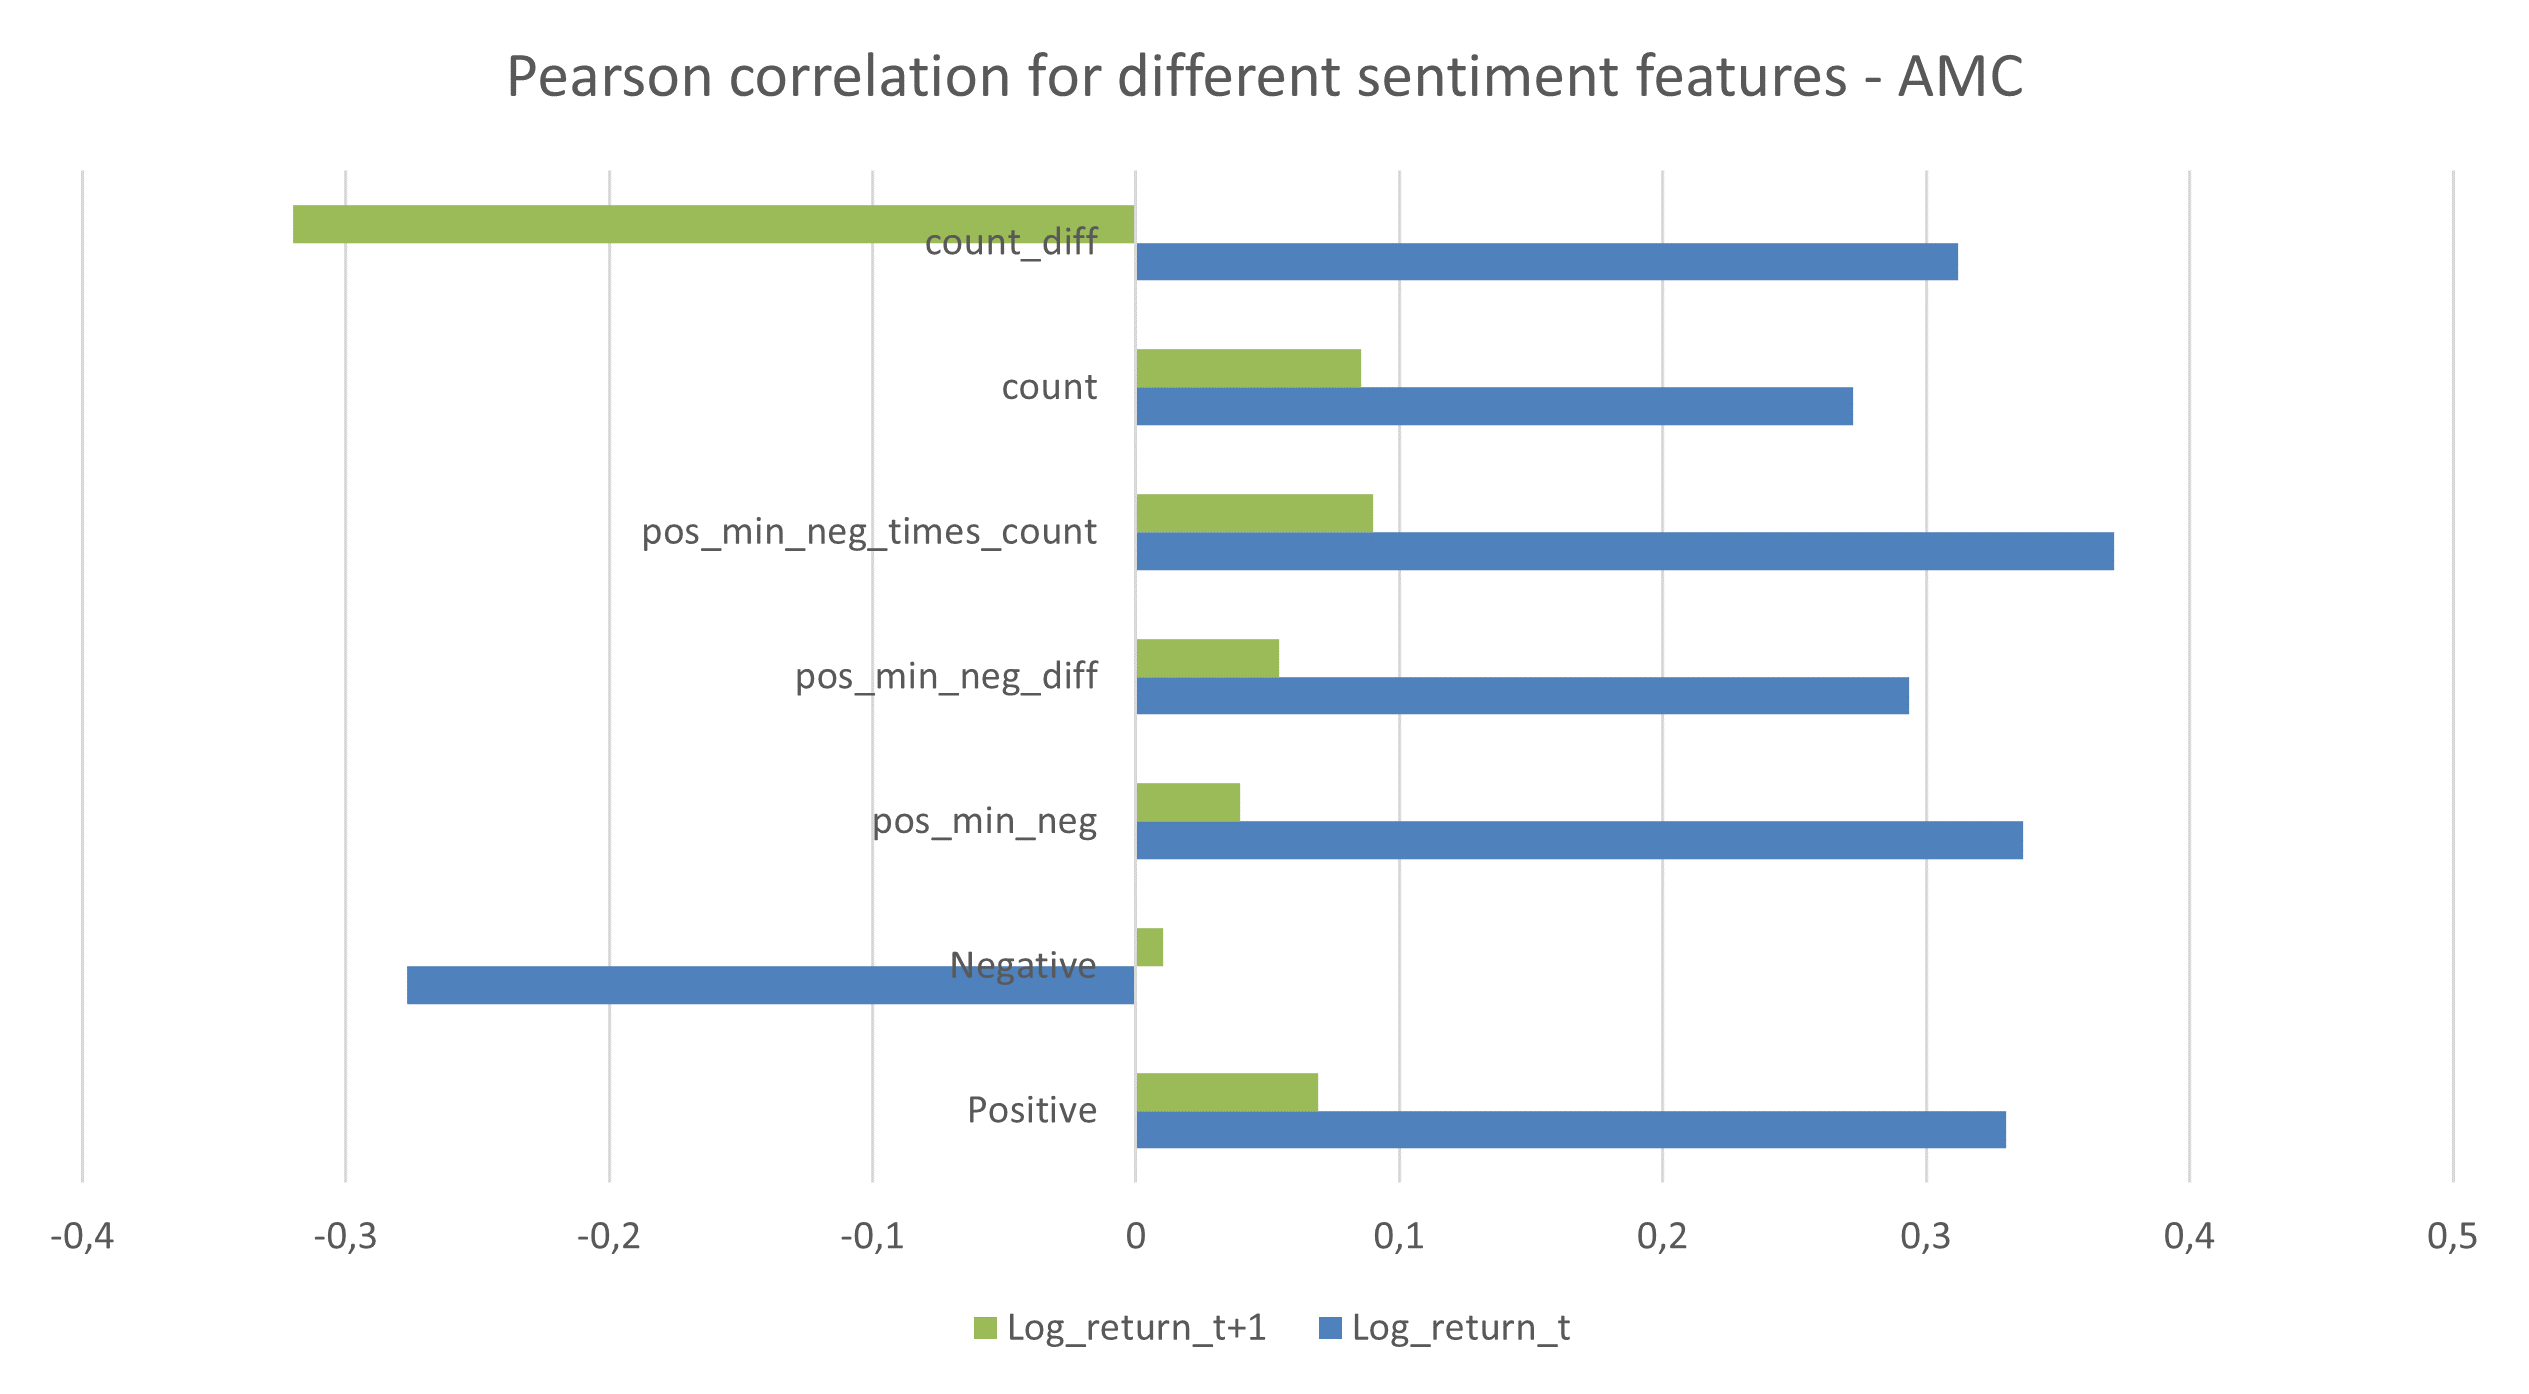 Pearson correlation for different sentiment features - AMC
count_diff
count
pos_min_neg_times_count
pos_min_neg_diff
pos_min_neg
Negative
Positive
-0,4 -0,3 -0,2 -0,1 0 0,1 0,2 0,3 0,4 0,5
Log_return_t+1 Log_return_t